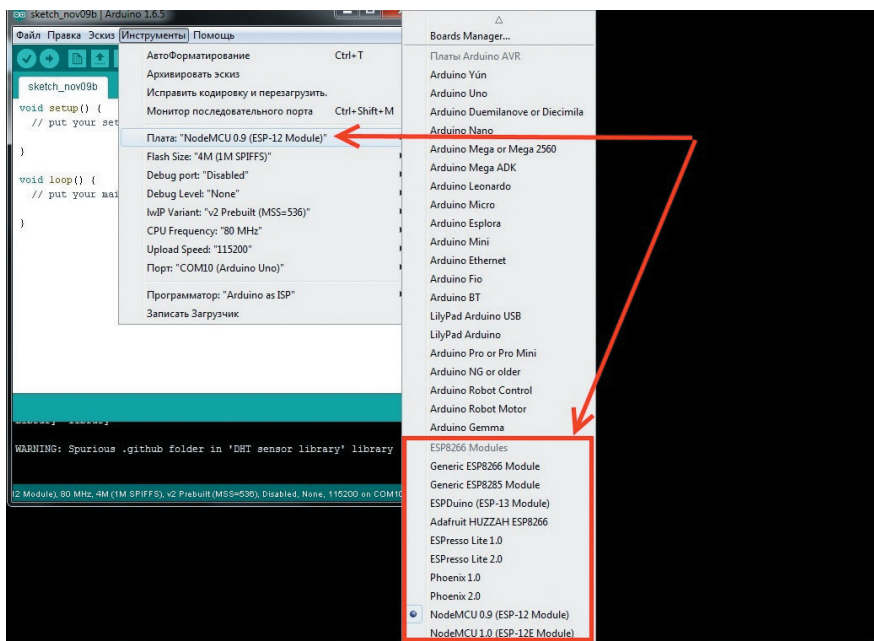 sketch_nov09b | Arduino 1.6.5
Файл Правка Эскиз Инструменты Помощь
sketch_nov09b
void setup() {
// put your set
}
void loop() {
// put your mai
}
АвтоФорматирование Ctrl+T
Архивировать эскиз
Исправить кодировку и перезагрузить.
Монитор последовательного порта Ctrl+Shift+M
Плата: "NodeMCU 0.9 (ESP-12 Module)"
Flash Size: "4M (1M SPIFFS)"
Debug port: "Disabled"
Debug Level: "None"
lwIP Variant: "v2 Prebuilt (MSS=536)"
CPU Frequency: "80 MHz"
Upload Speed: "115200"
Порт: "COM10 (Arduino Uno)"
Программатор: "Arduino as ISP"
Записать Загрузчик
WARNING: Spurious .github folder in 'DHT sensor library' library
12 Module), 80 MHz, 4M (1M SPIFFS), v2 Prebuilt (MSS=536), Disabled, None, 115200 on COM10
Boards Manager...
Платы Arduino AVR
Arduino Yún
Arduino Uno
Arduino Duemilanove or Diecimila
Arduino Nano
Arduino Mega or Mega 2560
Arduino Mega ADK
Arduino Leonardo
Arduino Micro
Arduino Esplora
Arduino Mini
Arduino Ethernet
Arduino Fio
Arduino BT
LilyPad Arduino USB
LilyPad Arduino
Arduino Pro or Pro Mini
Arduino NG or older
Arduino Robot Control
Arduino Robot Motor
Arduino Gemma
ESP8266 Modules
Generic ESP8266 Module
Generic ESP8285 Module
ESPDuino (ESP-13 Module)
Adafruit HUZZAH ESP8266
ESPresso Lite 1.0
ESPresso Lite 2.0
Phoenix 1.0
Phoenix 2.0
NodeMCU 0.9 (ESP-12 Module)
NodeMCU 1.0 (ESP-12E Module)